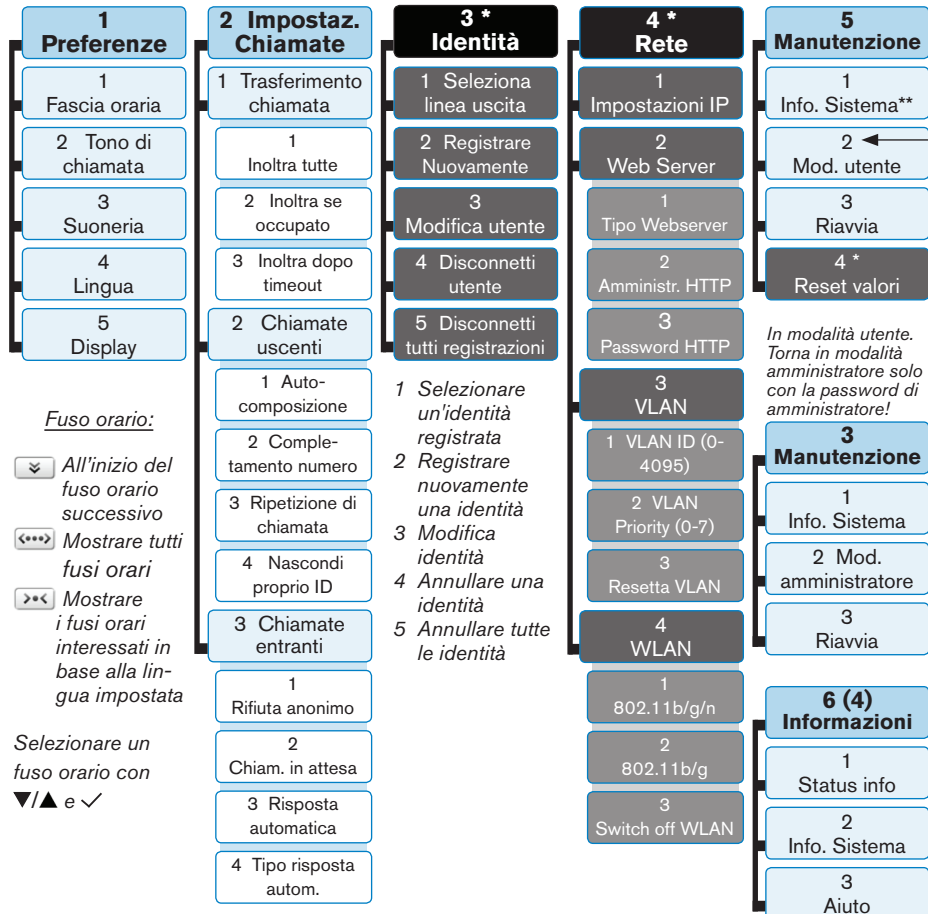 1
Preferenze
1
Fascia oraria
2 Tono di
chiamata
3
Suoneria
4
Lingua
5
Display
Fuso orario:
All'inizio del
fuso orario
successivo
Mostrare tutti
fusi orari
Mostrare
i fusi orari
interessati in
base alla lin-
gua impostata
Selezionare un
fuso orario con
▼/▲ e ✓
2 Impostaz.
Chiamate
1 Trasferimento
chiamata
1
Inoltra tutte
2 Inoltra se
occupato
3 Inoltra dopo
timeout
2 Chiamate
uscenti
1 Auto-
composizione
2 Comple-
tamento numero
3 Ripetizione di
chiamata
4 Nascondi
proprio ID
3 Chiamate
entranti
1
Rifiuta anonimo
2
Chiam. in attesa
3 Risposta
automatica
4 Tipo risposta
autom.
3 *
Identità
1 Seleziona
linea uscita
2 Registrare
Nuovamente
3
Modifica utente
4 Disconnetti
utente
5 Disconnetti
tutti registrazioni
1 Selezionare
un'identità
registrata
2 Registrare
nuovamente
una identità
3 Modifica
identità
4 Annullare una
identità
5 Annullare tutte
le identità
4 *
Rete
1
Impostazioni IP
2
Web Server
1
Tipo Webserver
2
Amministr. HTTP
3
Password HTTP
3
VLAN
1 VLAN ID (0-
4095)
2 VLAN
Priority (0-7)
3
Resetta VLAN
4
WLAN
1
802.11b/g/n
2
802.11b/g
3
Switch off WLAN
5
Manutenzione
1
Info. Sistema**
2
Mod. utente
3
Riavvia
4 *
Reset valori
In modalità utente.
Torna in modalità
amministratore solo
con la password di
amministratore!
3
Manutenzione
1
Info. Sistema
2 Mod.
amministratore
3
Riavvia
6 (4)
Informazioni
1
Status info
2
Info. Sistema
3
Aiuto